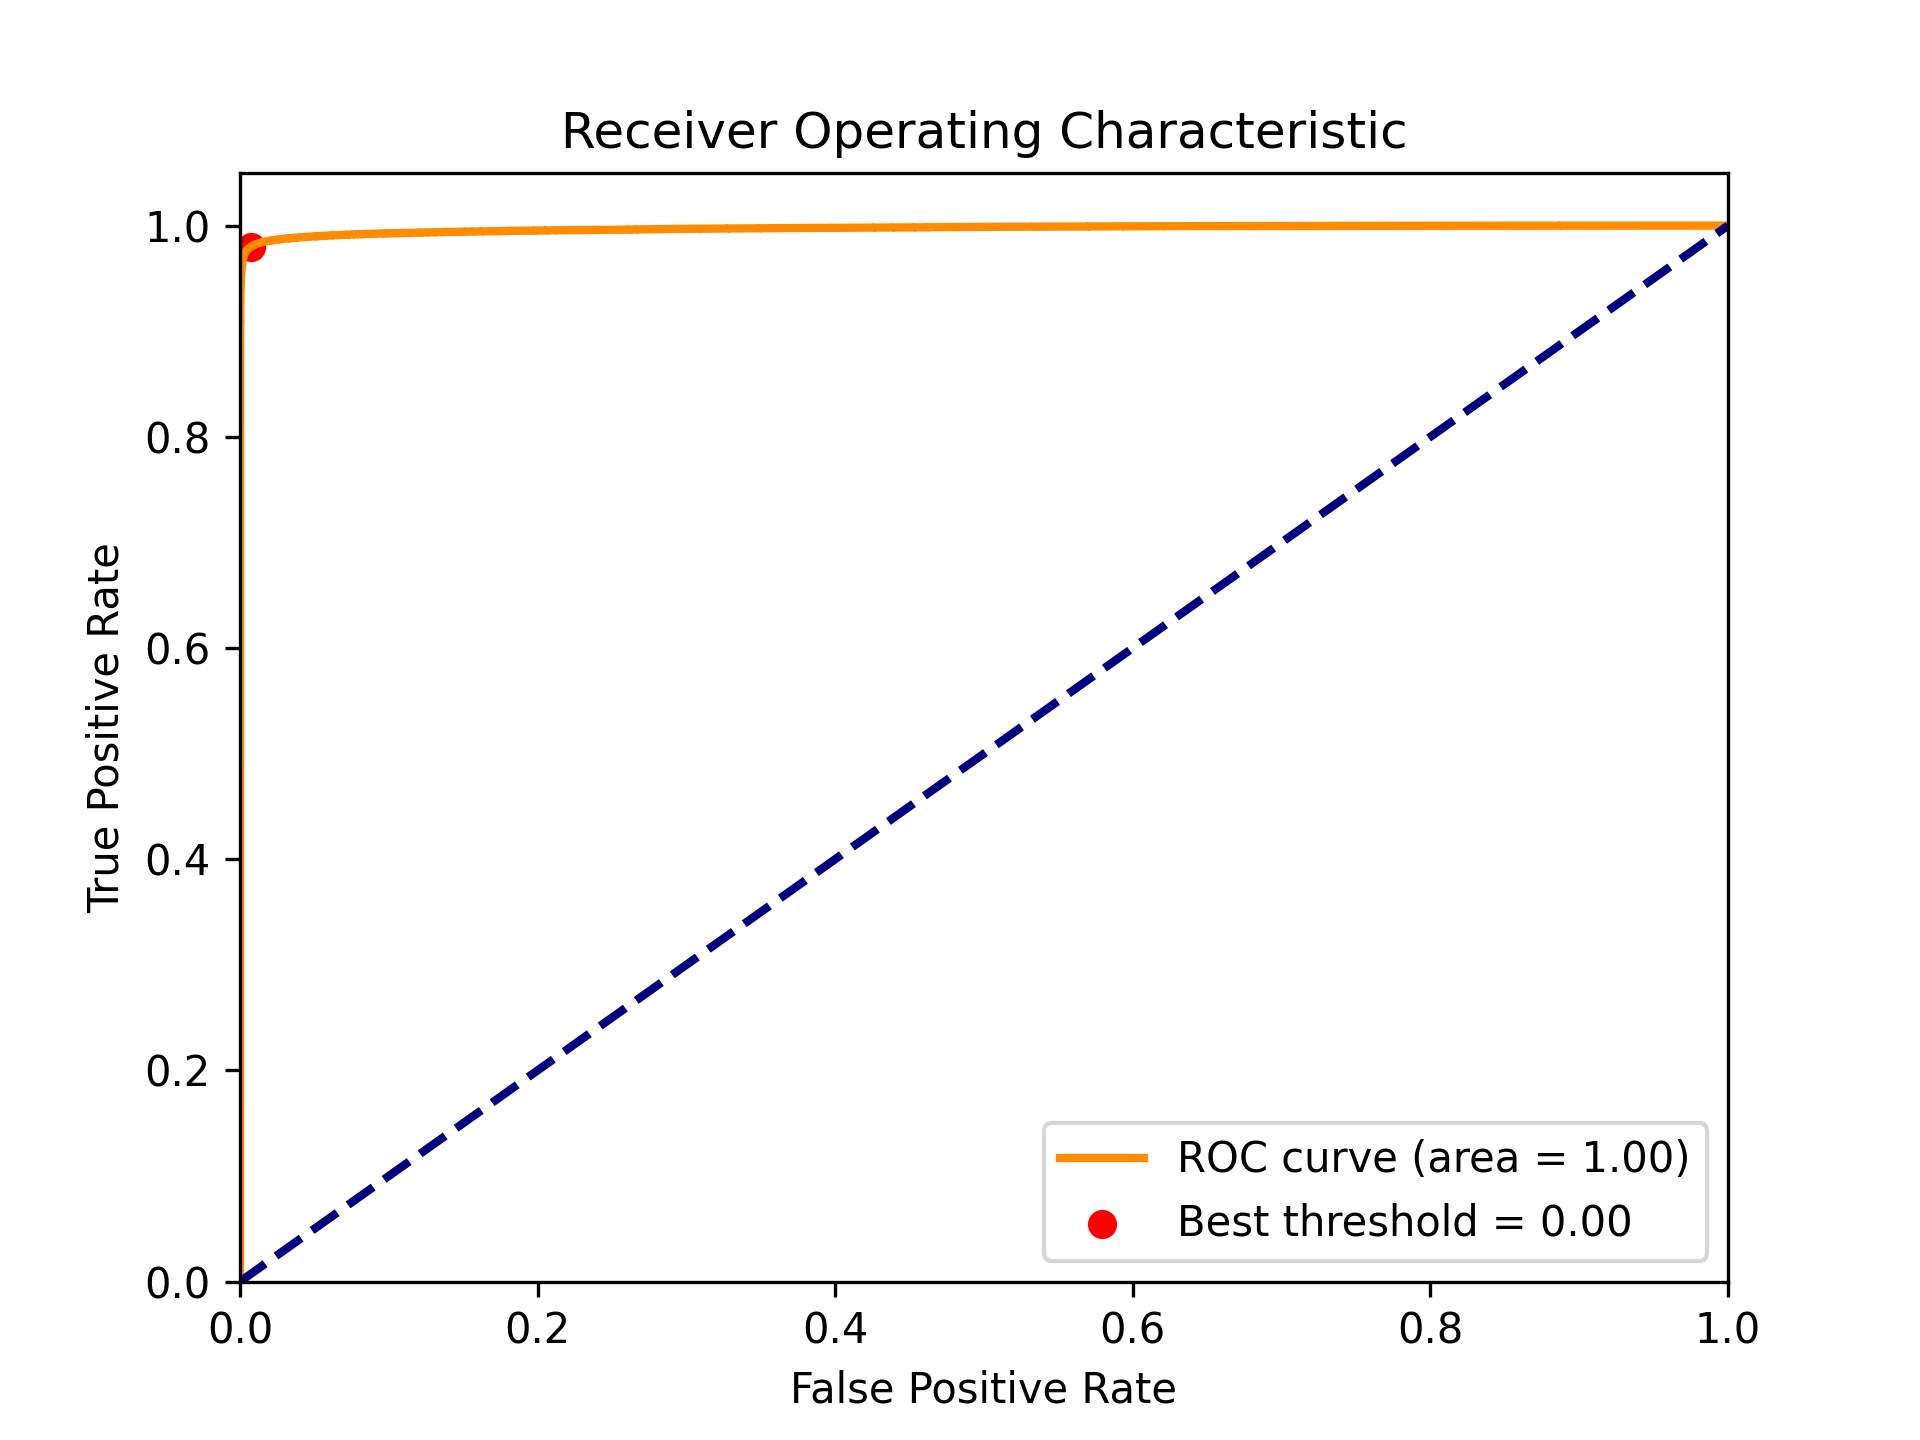 Receiver Operating Characteristic
1.0
0.8
0.6
0.4
0.2
0.0
True Positive Rate
ROC curve (area = 1.00)
Best threshold = 0.00
0.0 0.2 0.4 0.6 0.8 1.0
False Positive Rate